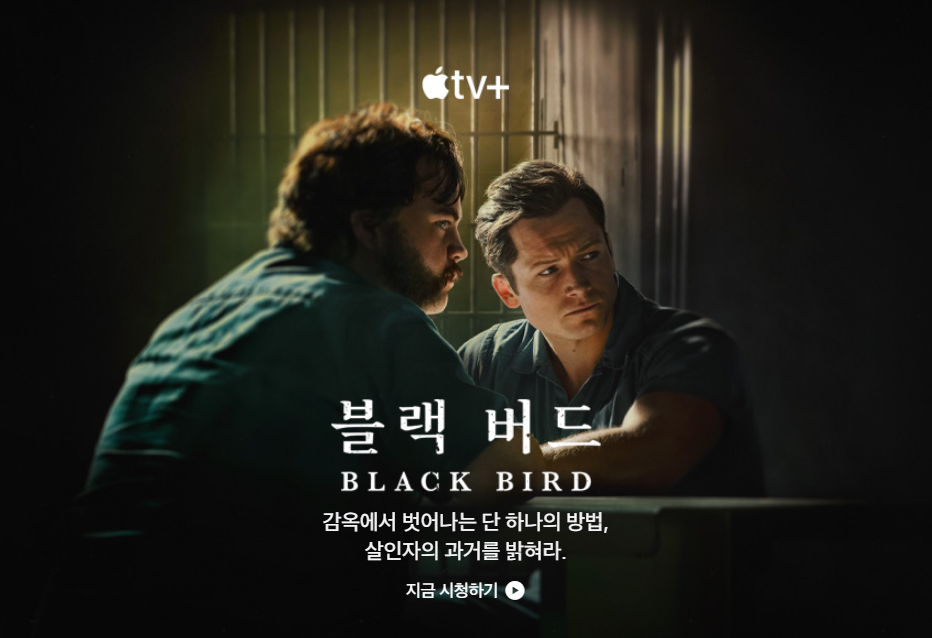 tv+
블랙 버드
BLACK BIRD
감옥에서 벗어나는 단 하나의 방법,
살인자의 과거를 밝혀라.
지금 시청하기